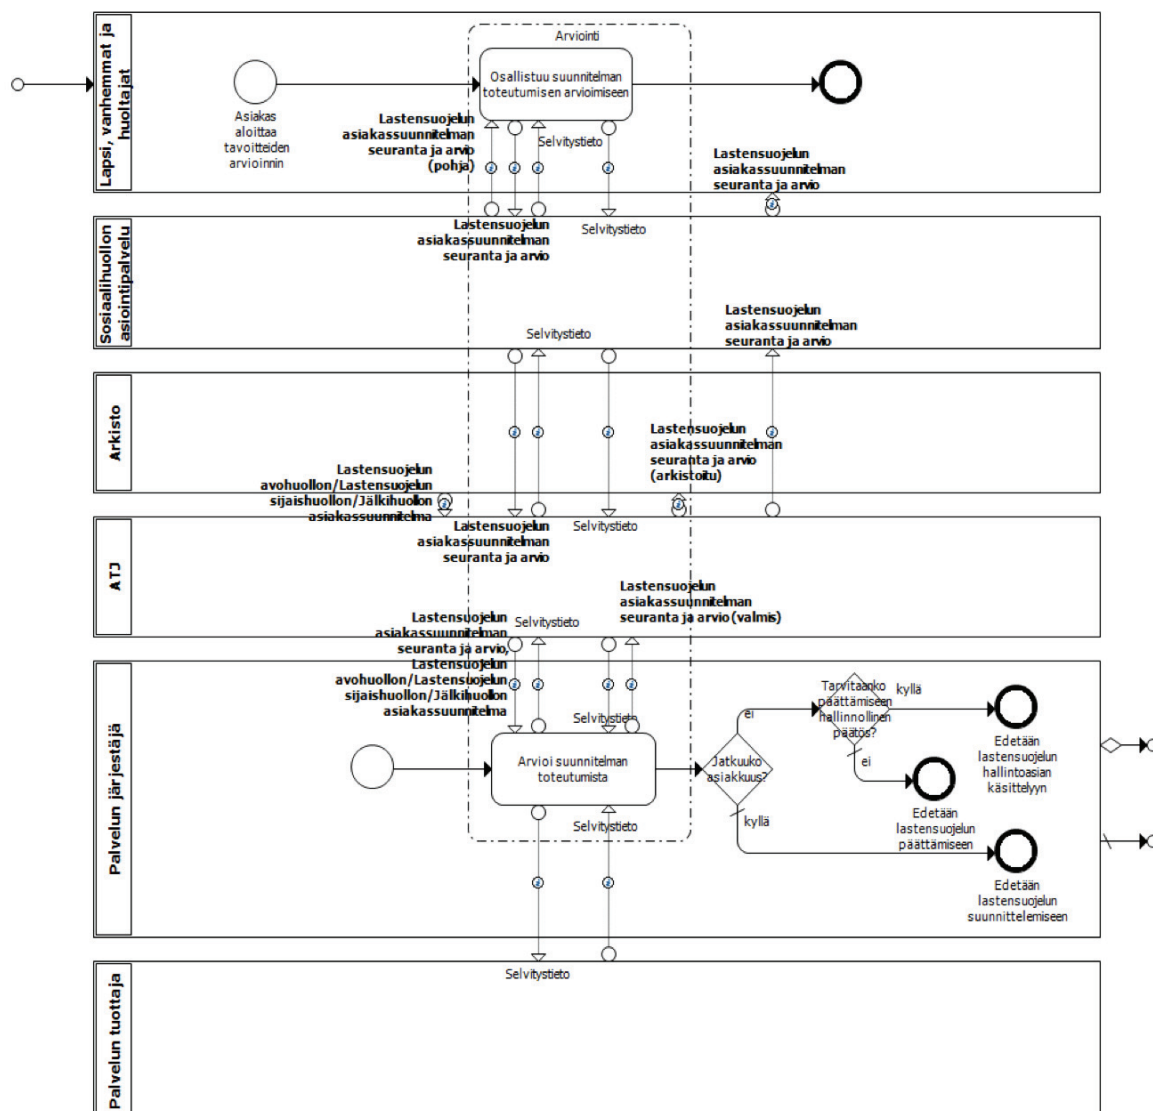 Lapsi, vanhemmat ja
huoltajat
Arviointi
Asiakas
aloittaa
tavoitteiden
arvioinnin
Osallistuu suunnitelman
toteutumisen arvioimiseen
Lastensuojelun
asiakassuunnitelman
seuranta ja arvio
(pohja)
Selvitystieto
Lastensuojelun
asiakassuunnitelman
seuranta ja arvio
Sosiaalihuollon
asiointipalvelu
Lastensuojelun
asiakassuunnitelman
seuranta ja arvio
Selvitystieto
Selvitystieto
Lastensuojelun
asiakassuunnitelman
seuranta ja arvio
Arkisto
Lastensuojelun
avohuollon/Lastensuojelun
sijaishuollon/Jälkihuollon
asiakassuunnitelma
Lastensuojelun
asiakassuunnitelman
seuranta ja arvio
(arkistoitu)
ATJ
Lastensuojelun
asiakassuunnitelman
seuranta ja arvio
Selvitystieto
Lastensuojelun
asiakassuunnitelman
seuranta ja arvio,
Lastensuojelun
avohuollon/Lastensuojelun
sijaishuollon/Jälkihuollon
asiakassuunnitelma
Selvitystieto
Lastensuojelun
asiakassuunnitelman
seuranta ja arvio (valmis)
Palvelun järjestäjä
Selvitystieto
Arvioi suunnitelman
toteutumista
Selvitystieto
Jatkuuko
asiakkuus?
ei
kyllä
Tarvitaanko
päättämiseen
hallinnollinen
päätös?
kyllä
ei
Edetään
lastensuojelun
hallintoasian
käsittelyyn
Edetään
lastensuojelun
päättämiseen
Edetään
lastensuojelun
suunnittelemiseen
Palvelun tuottaja
Selvitystieto